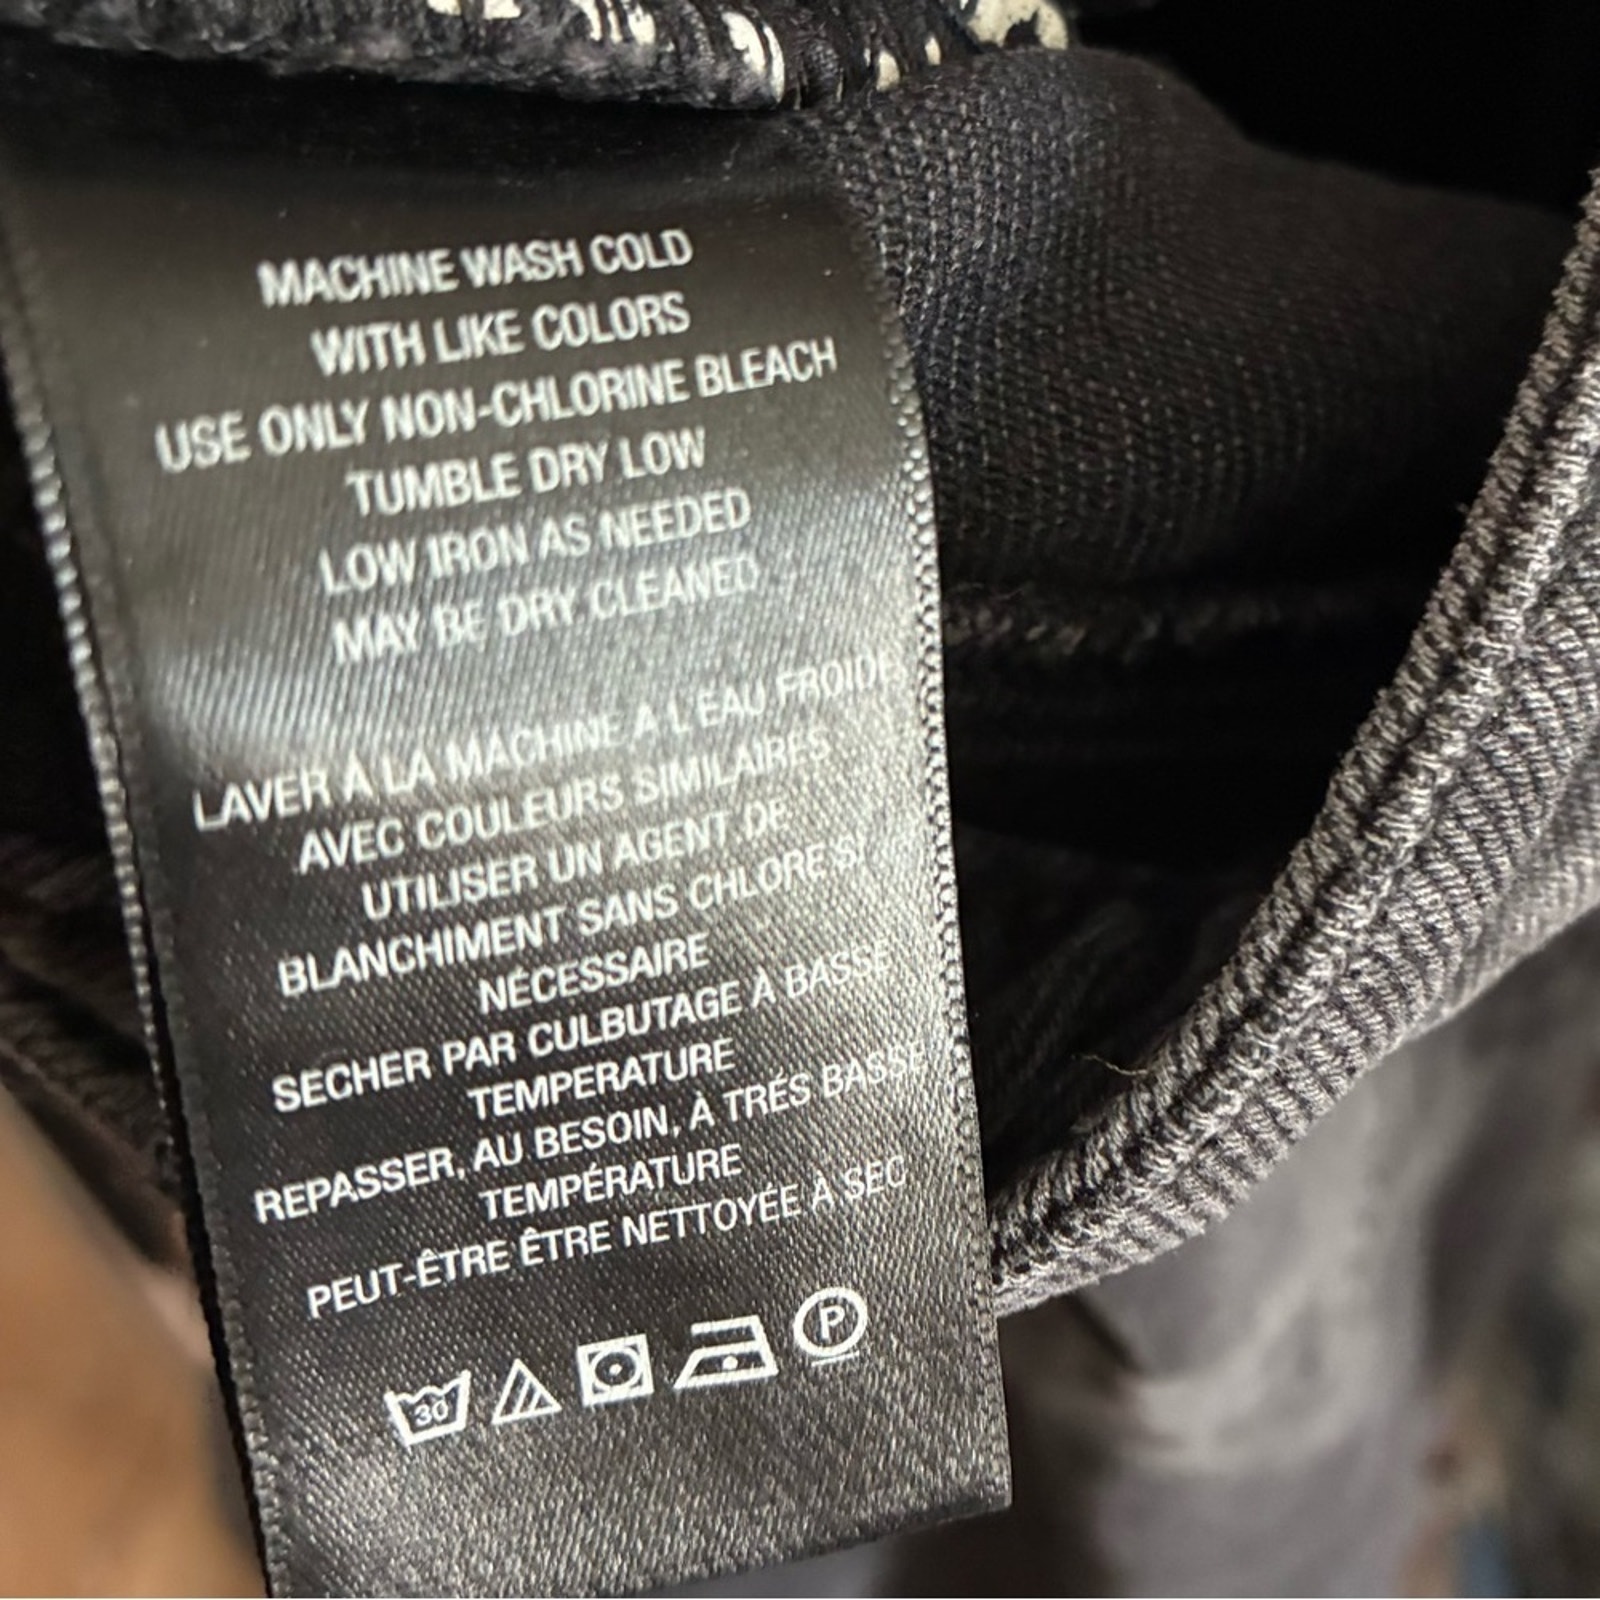 MACHINE WASH COLD
WITH LIKE COLORS
USE ONLY NON-CHLORINE BLEACH
TUMBLE DRY LOW
LOW IRON AS NEEDED
MAY BE DRY CLEANED
LAVER À LA MACHINE À L'EAU FROIDE
AVEC COULEURS SIMILAIRES
UTILISER UN AGENT DE
BLANCHIMENT SANS CHLORE SI
NÉCESSAIRE
SECHER PAR CULBUTAGE À BASSE
TEMPERATURE
REPASSER, AU BESOIN, À TRÉS BASSE
TEMPÉRATURE
PEUT-ÊTRE ÊTRE NETTOYÉE À SEC
30 P